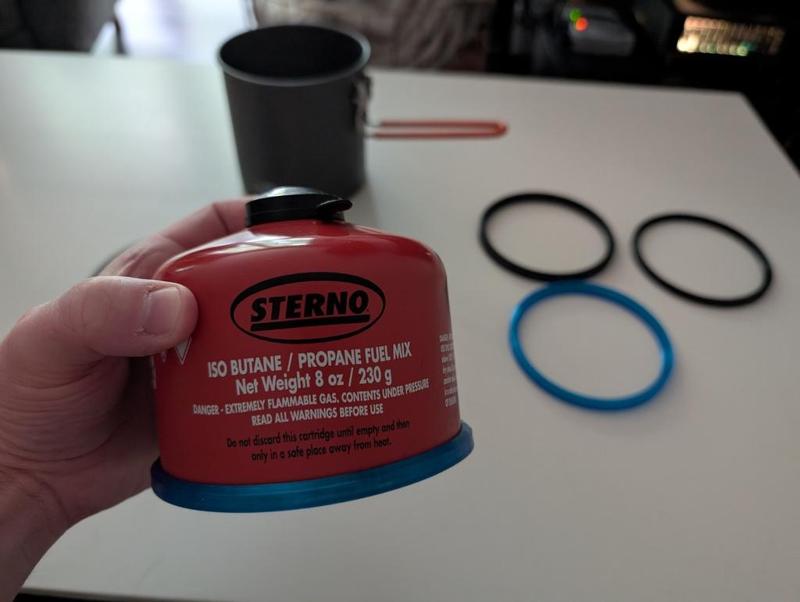 STERNO
ISO BUTANE / PROPANE FUEL MIX
Net Weight 8 oz / 230 g
DANGER - EXTREMELY FLAMMABLE GAS. CONTENTS UNDER PRESSURE
READ ALL WARNINGS BEFORE USE
Do not discard this cartridge until empty and then
only in a safe place away from heat.